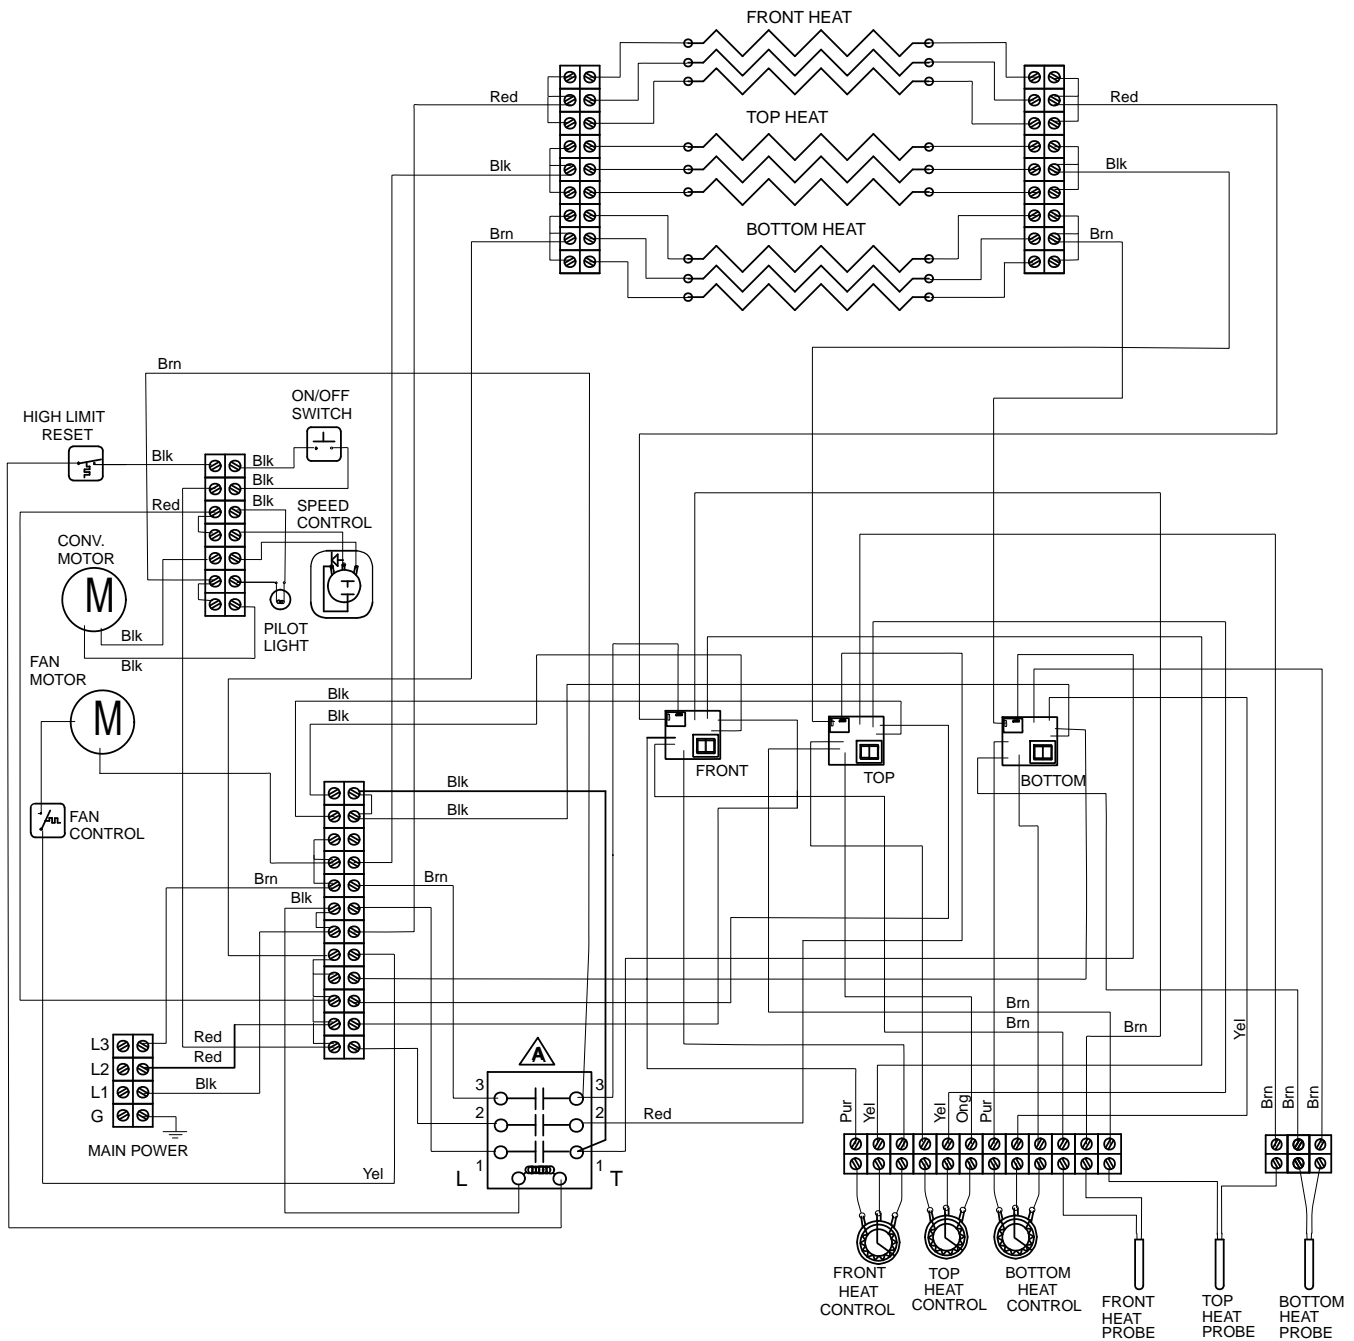 FRONT HEAT
Red
Red
TOP HEAT
Blk
Blk
BOTTOM HEAT
Brn
Brn
Brn
ON/OFF
SWITCH
HIGH LIMIT
RESET
Blk
Blk
Blk
Blk
Red
SPEED
CONTROL
CONV.
MOTOR
M
PILOT
LIGHT
Blk
Blk
FAN
MOTOR
M
Blk
Blk
FRONT
TOP
BOTTOM
Blk
Blk
FAN
CONTROL
Brn
Brn
Blk
Brn
Brn
Brn
Yel
L3
L2
L1
G
Red
Red
Blk
MAIN POWER
A
3
3
2
2
1
1
L
T
Red
Yel
Pur
Yel
Yel
Ong
Pur
Brn
Brn
Brn
FRONT
HEAT
CONTROL
TOP
HEAT
CONTROL
BOTTOM
HEAT
CONTROL
FRONT
HEAT
PROBE
TOP
HEAT
PROBE
BOTTOM
HEAT
PROBE